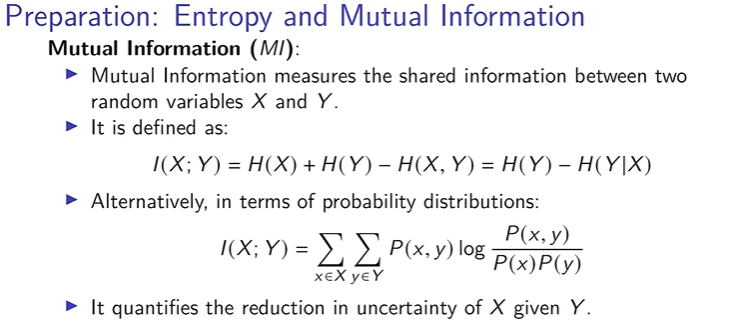 Preparation: Entropy and Mutual Information
Mutual Information (MI):
▶ Mutual Information measures the shared information between two
random variables X and Y.
▶ It is defined as:
I(X; Y) = H(X) + H(Y) − H(X, Y) = H(Y) − H(Y|X)
▶ Alternatively, in terms of probability distributions:
I(X; Y) = ∑_{x∈X} ∑_{y∈Y} P(x, y) log P(x, y) / P(x)P(y)
▶ It quantifies the reduction in uncertainty of X given Y.